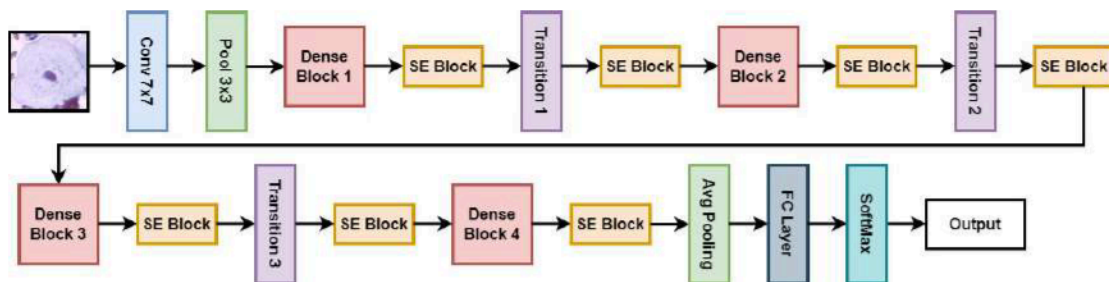 Conv 7x7
Pool 3x3
Dense
Block 1
SE Block
Transition 1
SE Block
Dense
Block 2
SE Block
Transition 2
SE Block
Dense
Block 3
SE Block
Transition 3
SE Block
Dense
Block 4
SE Block
Avg Pooling
FC Layer
SoftMax
Output